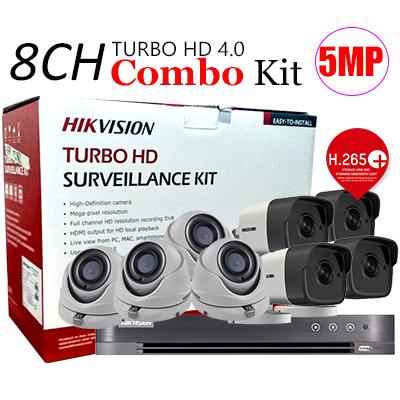 8CH TURBO HD 4.0
Combo Kit
5MP
EASY-TO-INSTALL
HIKVISION
TURBO HD
SURVEILLANCE KIT
- High-Definition camera
- Mega-pixel resolution
- Full channel HD resolution recording
- HDMI output for HD local playback
- Live view from PC, MAC, smartphone
H.265+